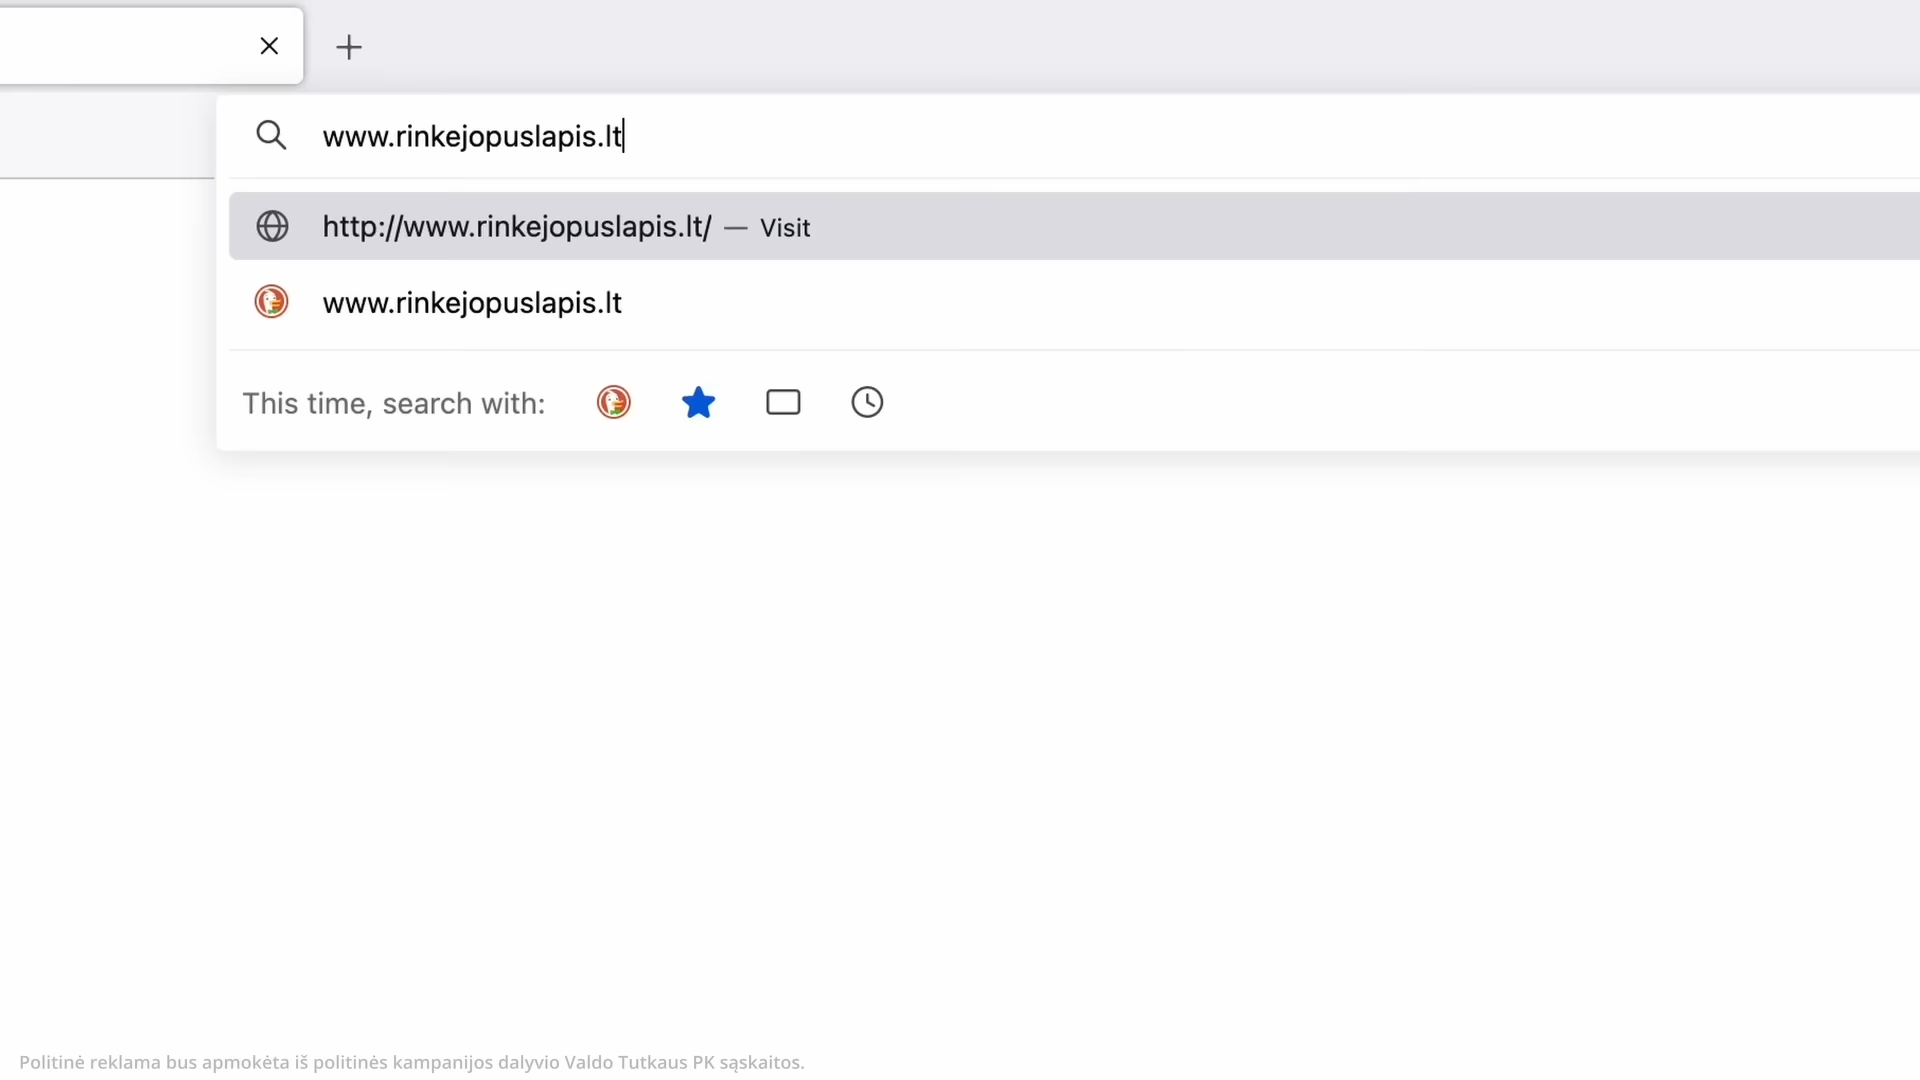 www.rinkejopuslapis.lt
http://www.rinkejopuslapis.lt/ — Visit
www.rinkejopuslapis.lt
This time, search with:
Politinė reklama bus apmokėta iš politinės kampanijos dalyvio Valdo Tutkaus PK sąskaitos.